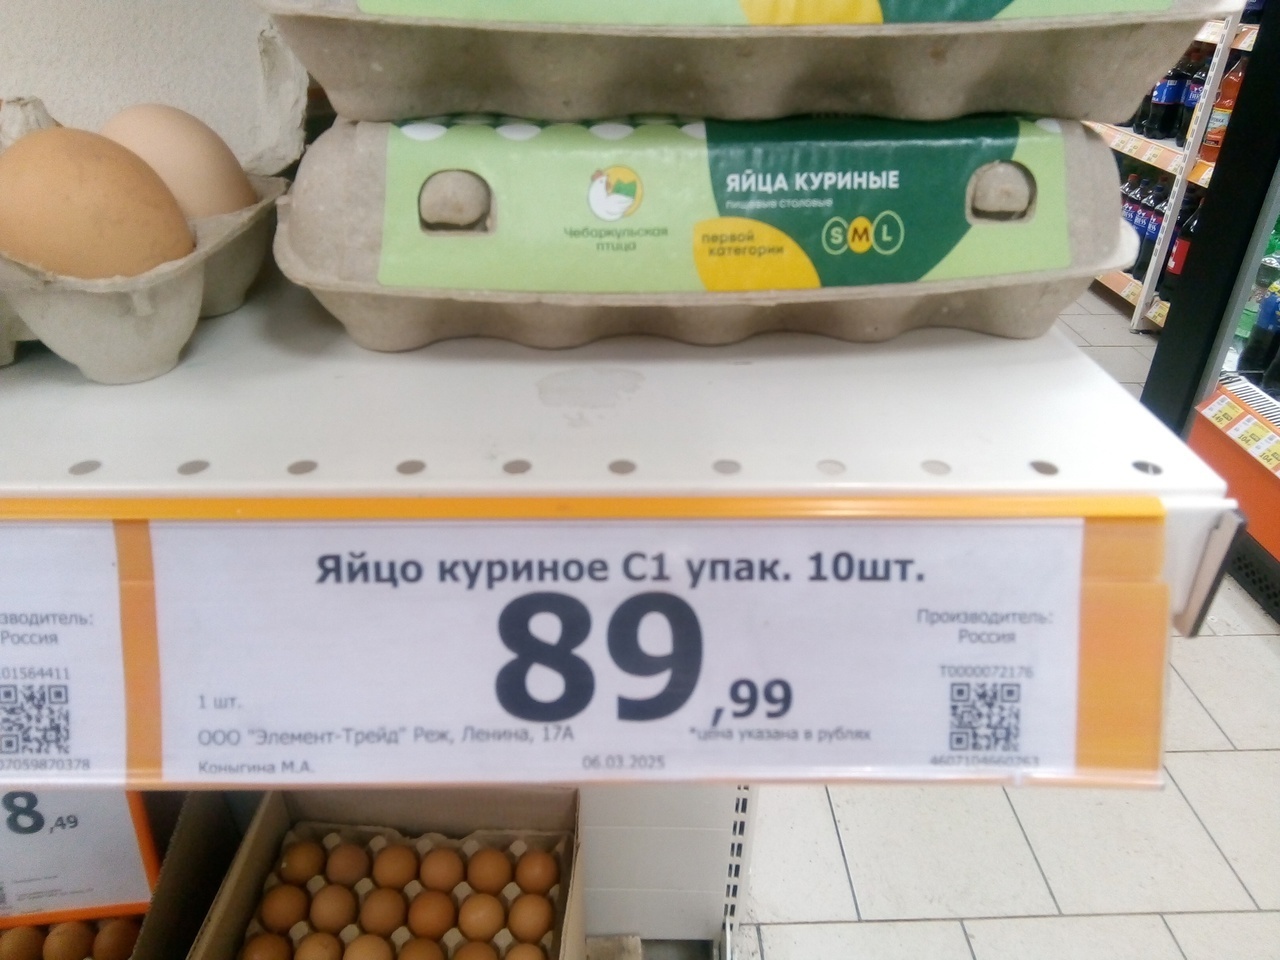 ЯЙЦА КУРИНЫЕ
пищевые столовые
Чебаркульская
птица
первой
категории
S M L
Яйцо куриное С1 упак. 10шт.
89,99
Производитель:
Россия
T0000072176
1 шт.
ООО "Элемент-Трейд" Реж, Ленина, 17А
*цена указана в рублях
Коныгина М.А.
06.03.2025
4607104660763
зводитель:
Россия
01564411
07059870378
8,49